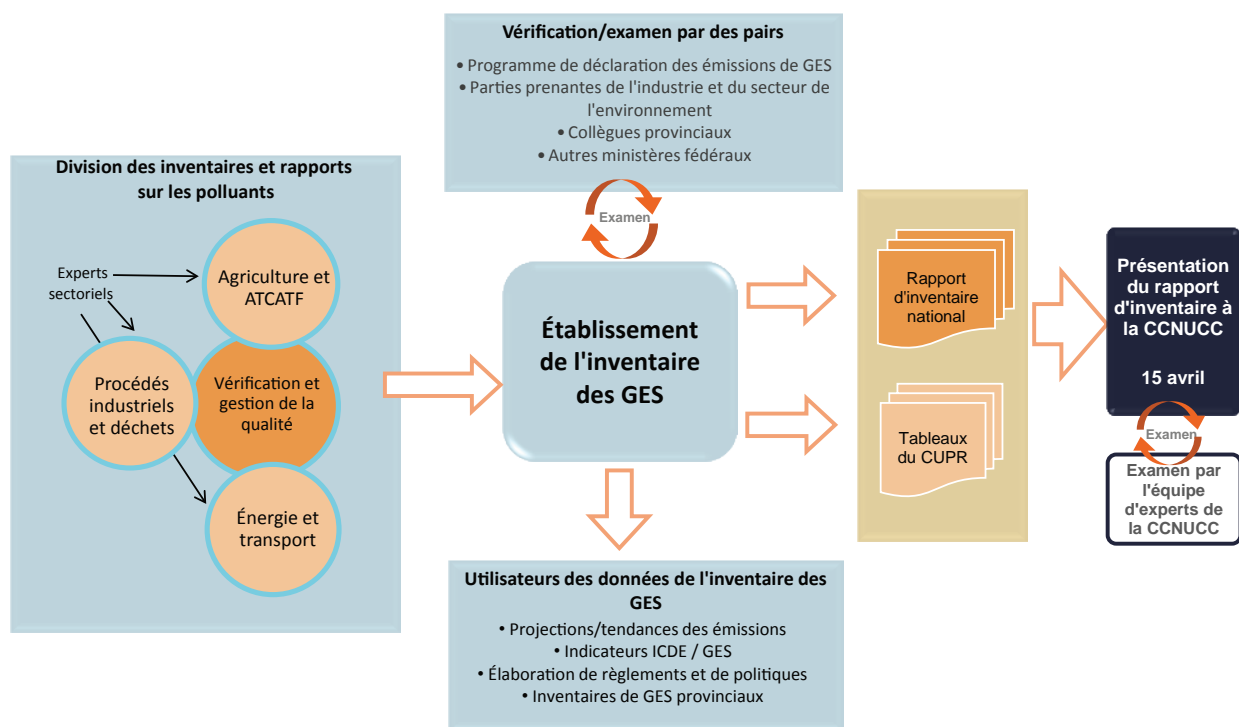 Vérification/examen par des pairs
• Programme de déclaration des émissions de GES
• Parties prenantes de l'industrie et du secteur de
l'environnement
• Collègues provinciaux
• Autres ministères fédéraux
Examen
Division des inventaires et rapports
sur les polluants
Experts
sectoriels
Agriculture et
ATCATF
Procédés
industriels
et déchets
Vérification et
gestion de la
qualité
Énergie et
transport
Établissement
de l'inventaire
des GES
Rapport
d'inventaire
national
Tableaux
du CUPR
Présentation
du rapport
d'inventaire à
la CCNUCC
15 avril
Examen
Examen par
l'équipe
d'experts de
la CCNUCC
Utilisateurs des données de l'inventaire des
GES
• Projections/tendances des émissions
• Indicateurs ICDE / GES
• Élaboration de règlements et de politiques
• Inventaires de GES provinciaux